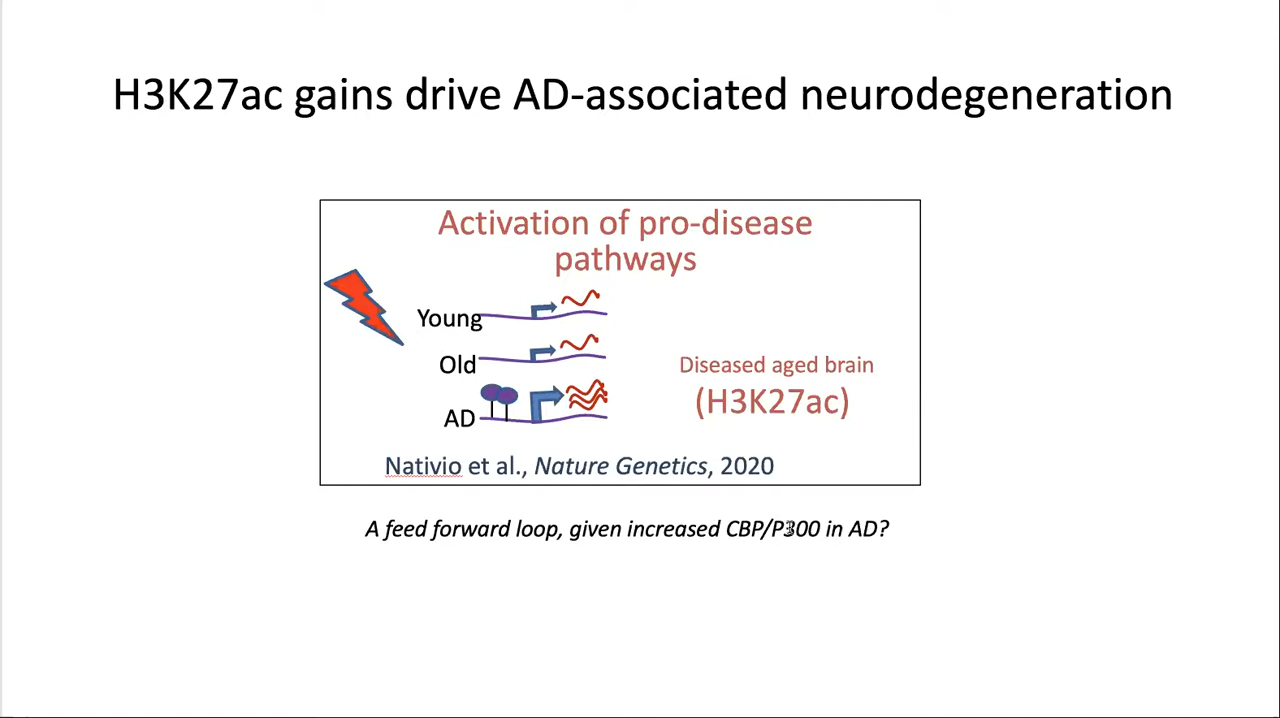 H3K27ac gains drive AD-associated neurodegeneration
Activation of pro-disease
pathways
Young
Old
AD
Diseased aged brain
(H3K27ac)
Nativio et al., Nature Genetics, 2020
A feed forward loop, given increased CBP/P300 in AD?